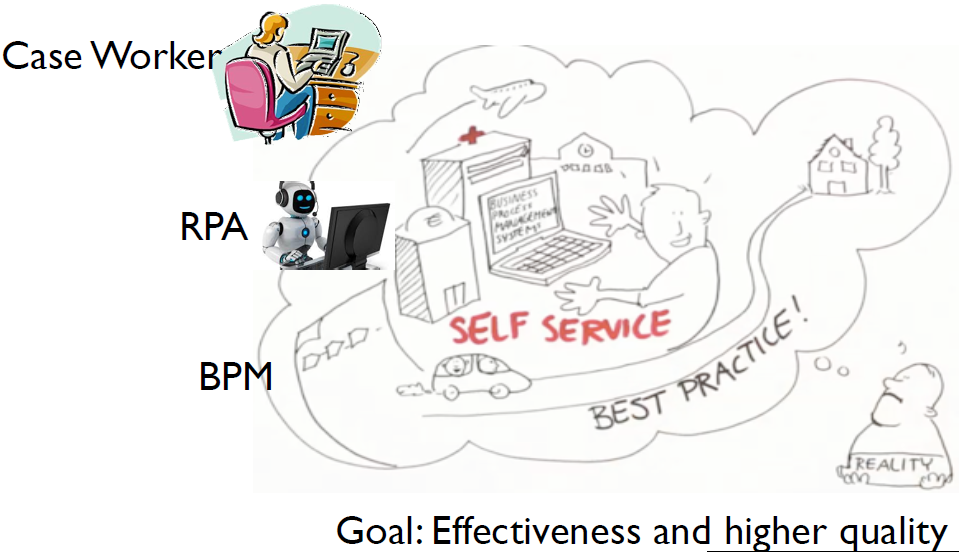 Case Worker
RPA
BPM
BUSINESS
PROCESS
MANAGEMENT
SYSTEMS
€
SELF SERVICE
BEST PRACTICE!
REALITY
Goal: Effectiveness and higher quality